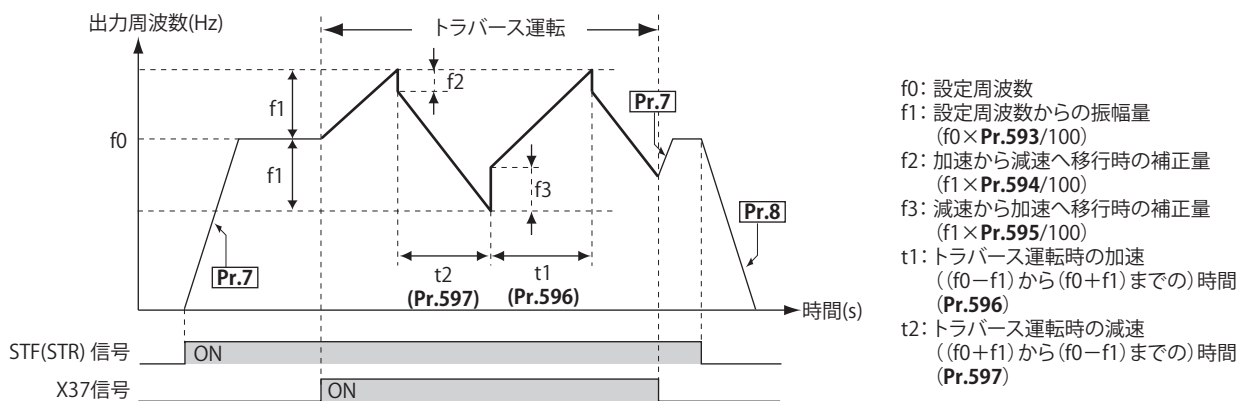 出力周波数(Hz)
トラバース運転
f1
f2
Pr.7
f0
f1
f3
Pr.8
Pr.7
t2
(Pr.597)
t1
(Pr.596)
時間(s)
STF(STR) 信号
ON
X37信号
ON
f0：設定周波数
f1：設定周波数からの振幅量
(f0×Pr.593/100)
f2：加速から減速へ移行時の補正量
(f1×Pr.594/100)
f3：減速から加速へ移行時の補正量
(f1×Pr.595/100)
t1：トラバース運転時の加速
((f0−f1)から(f0+f1)までの)時間
(Pr.596)
t2：トラバース運転時の減速
((f0+f1)から(f0−f1)までの)時間
(Pr.597)